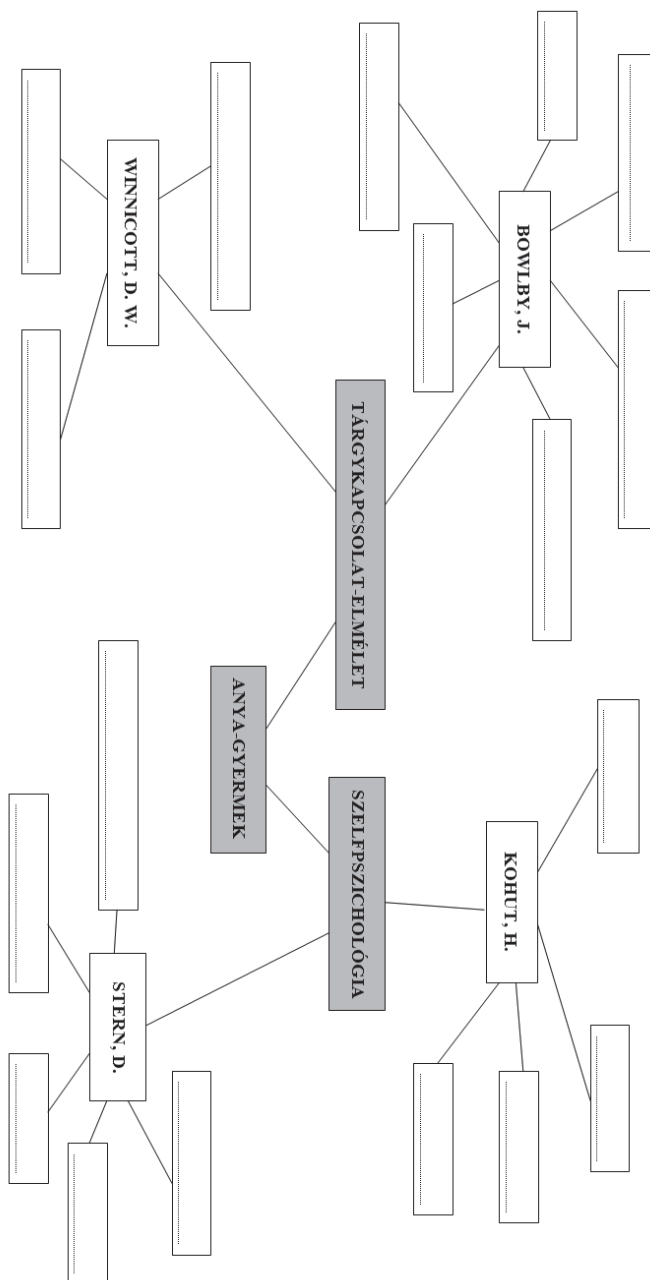 BOWLBY, J.
WINNICOTT, D. W.
TÁRGYKAPCSOLAT-ELMÉLET
ANYA-GYERMEK
SZELFPSZICHOLÓGIA
KOHUT, H.
STERN, D.